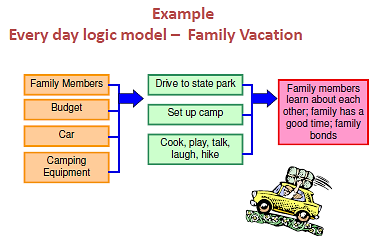 Example
Every day logic model – Family Vacation
Family Members
Budget
Car
Camping
Equipment
Drive to state park
Set up camp
Cook, play, talk,
laugh, hike
Family members
learn about each
other; family has a
good time; family
bonds